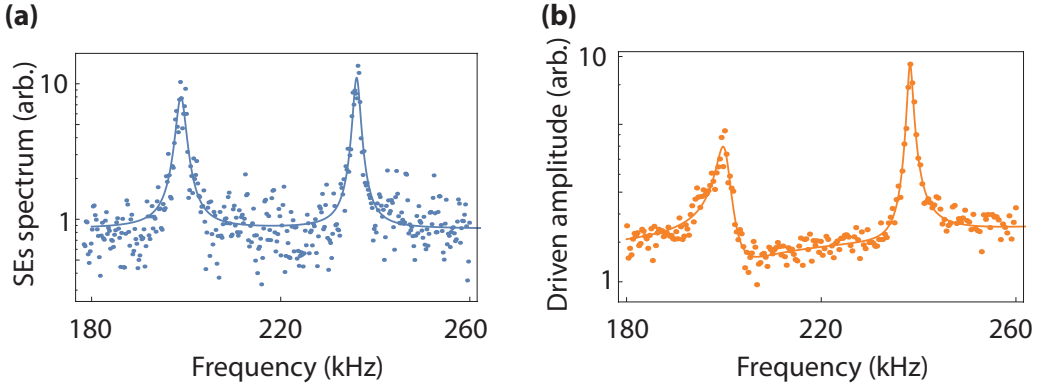 (a)
SEs spectrum (arb.)
10
1
180
220
260
Frequency (kHz)
(b)
Driven amplitude (arb.)
10
1
180
220
260
Frequency (kHz)